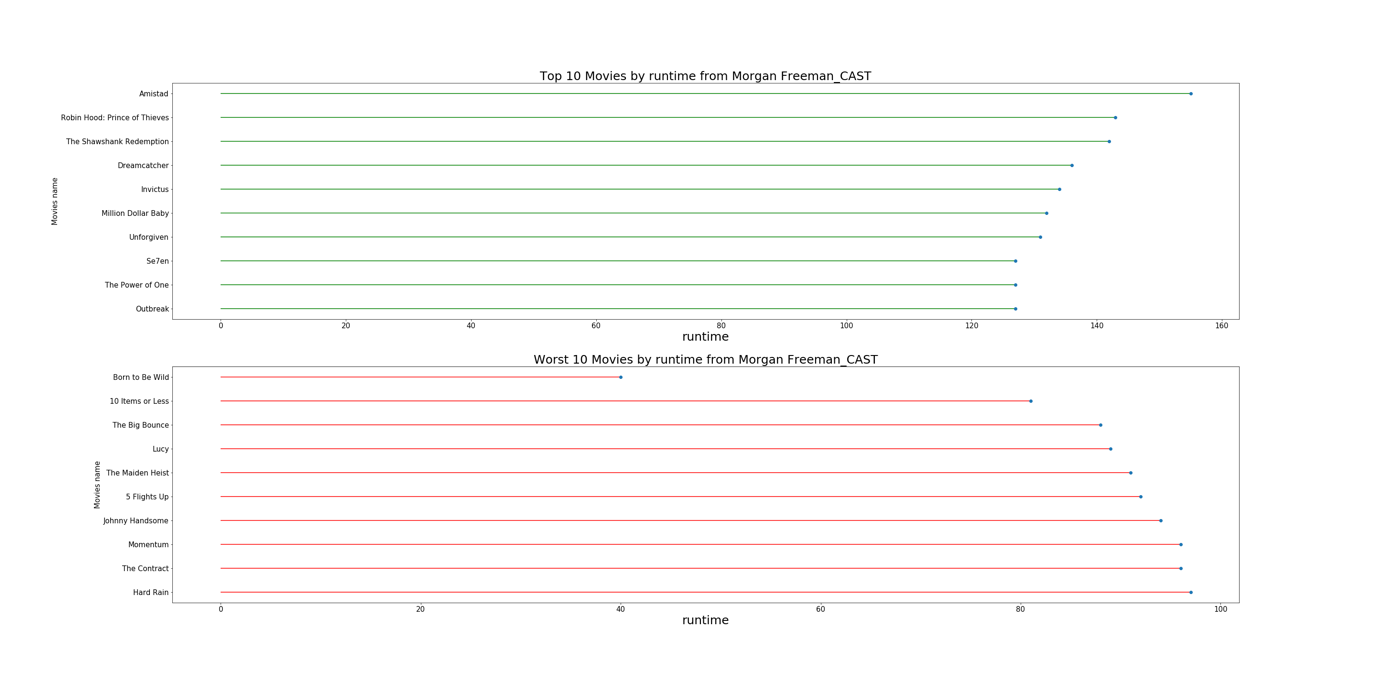 Top 10 Movies by runtime from Morgan Freeman_CAST
Movies name
Amistad
Robin Hood: Prince of Thieves
The Shawshank Redemption
Dreamcatcher
Invictus
Million Dollar Baby
Unforgiven
Se7en
The Power of One
Outbreak
0 20 40 60 80 100 120 140 160
runtime
Worst 10 Movies by runtime from Morgan Freeman_CAST
Movies name
Born to Be Wild
10 Items or Less
The Big Bounce
Lucy
The Maiden Heist
5 Flights Up
Johnny Handsome
Momentum
The Contract
Hard Rain
0 20 40 60 80 100
runtime